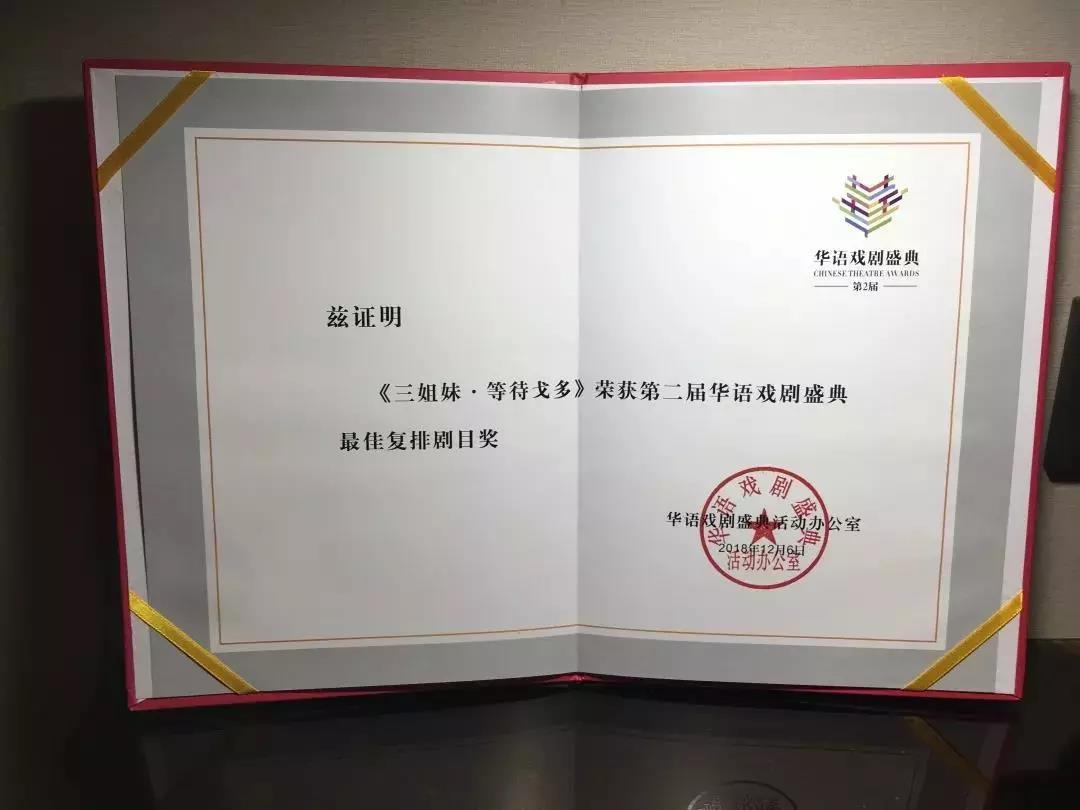 华语戏剧盛典
CHINESE THEATRE AWARDS
第2届
兹证明
《三姐妹·等待戈多》荣获第二届华语戏剧盛典
最佳复排剧目奖
华语戏剧盛典活动办公室
2018年12月6日
华语戏剧盛典
活动办公室